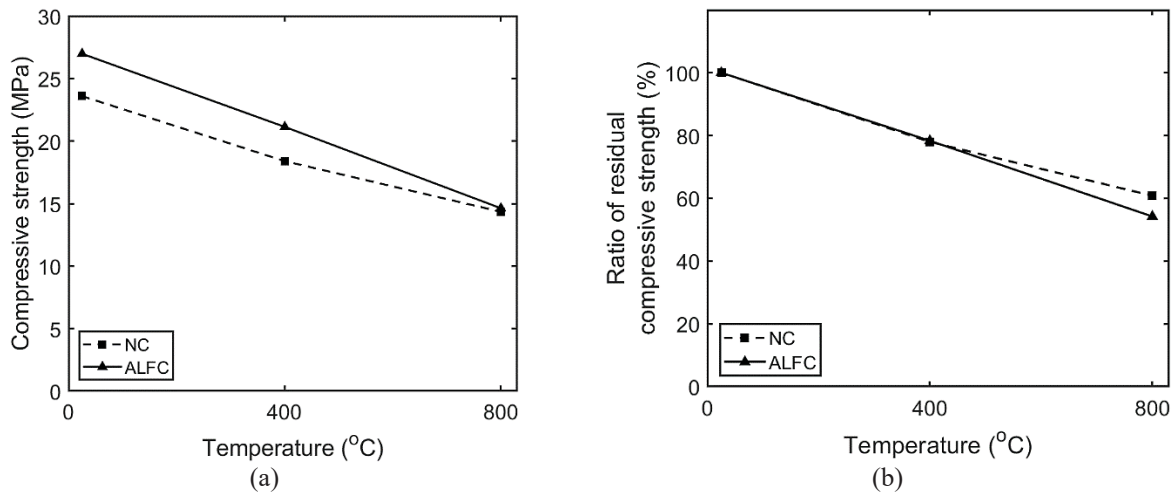 30
25
20
15
10
5
0
Compressive strength (MPa)
NC
ALFC
0 400 800
Temperature (°C)
(a)
100
80
60
40
20
0
Ratio of residual
compressive strength (%)
NC
ALFC
0 400 800
Temperature (°C)
(b)